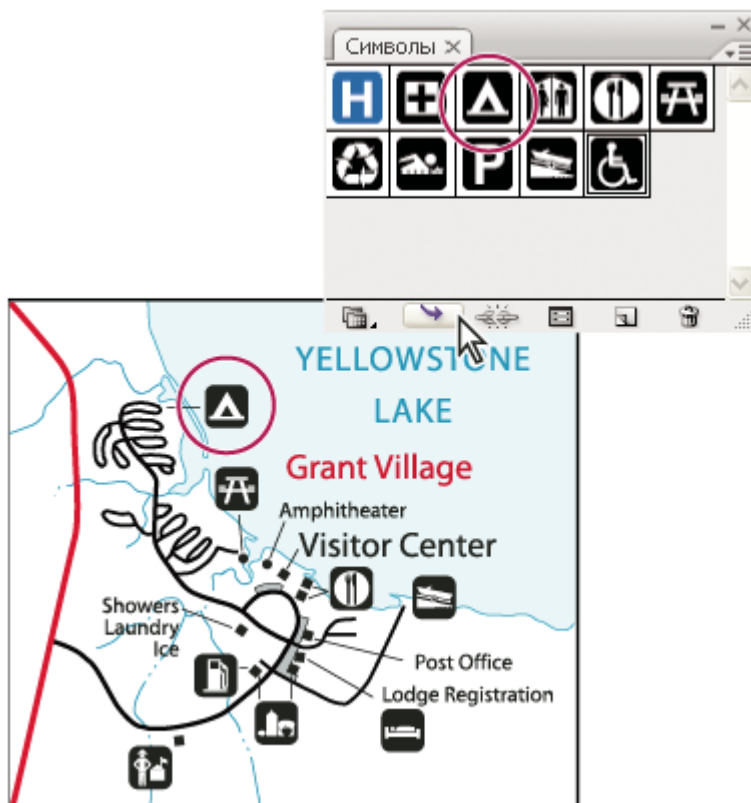 Символы
H
P
YELLOWSTONE
LAKE
Grant Village
Amphitheater
Visitor Center
Showers
Laundry
Ice
Post Office
Lodge Registration